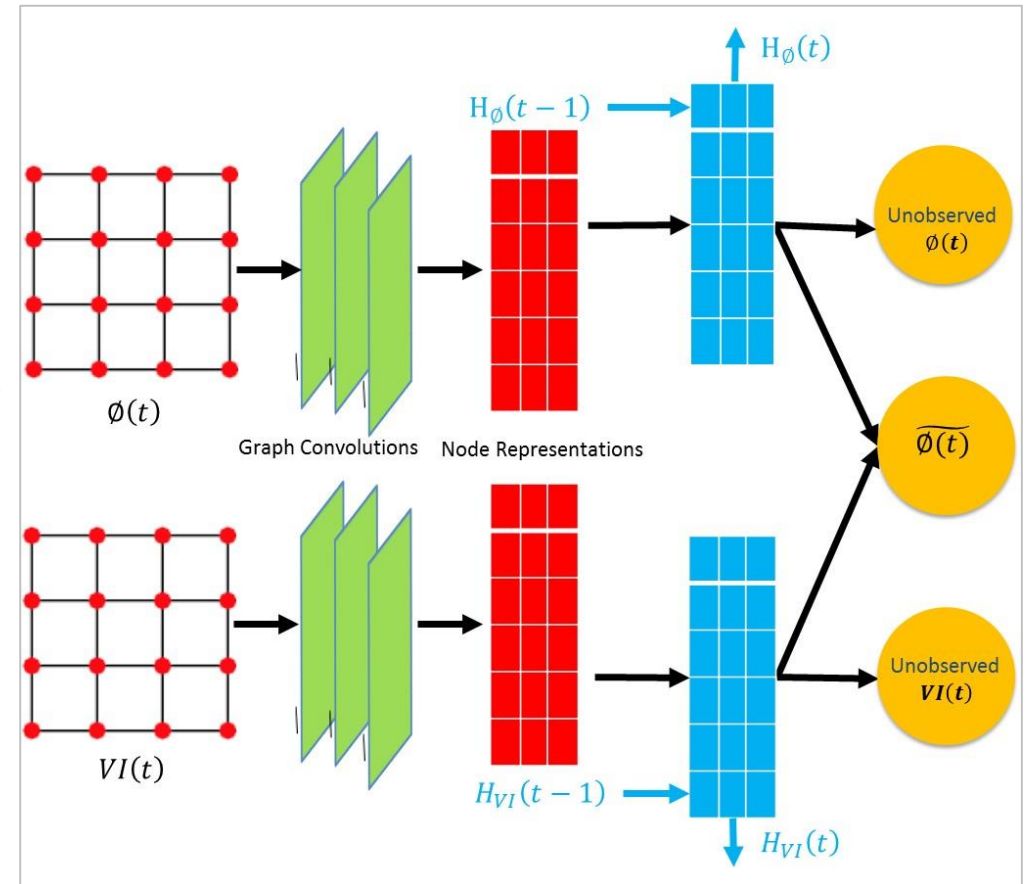 H∅(t)
H∅(t − 1)
Unobserved
∅(t)
∅(t)
Graph Convolutions
Node Representations
∅(t)͠
Unobserved
VI(t)
VI(t)
H_VI(t − 1)
H_VI(t)